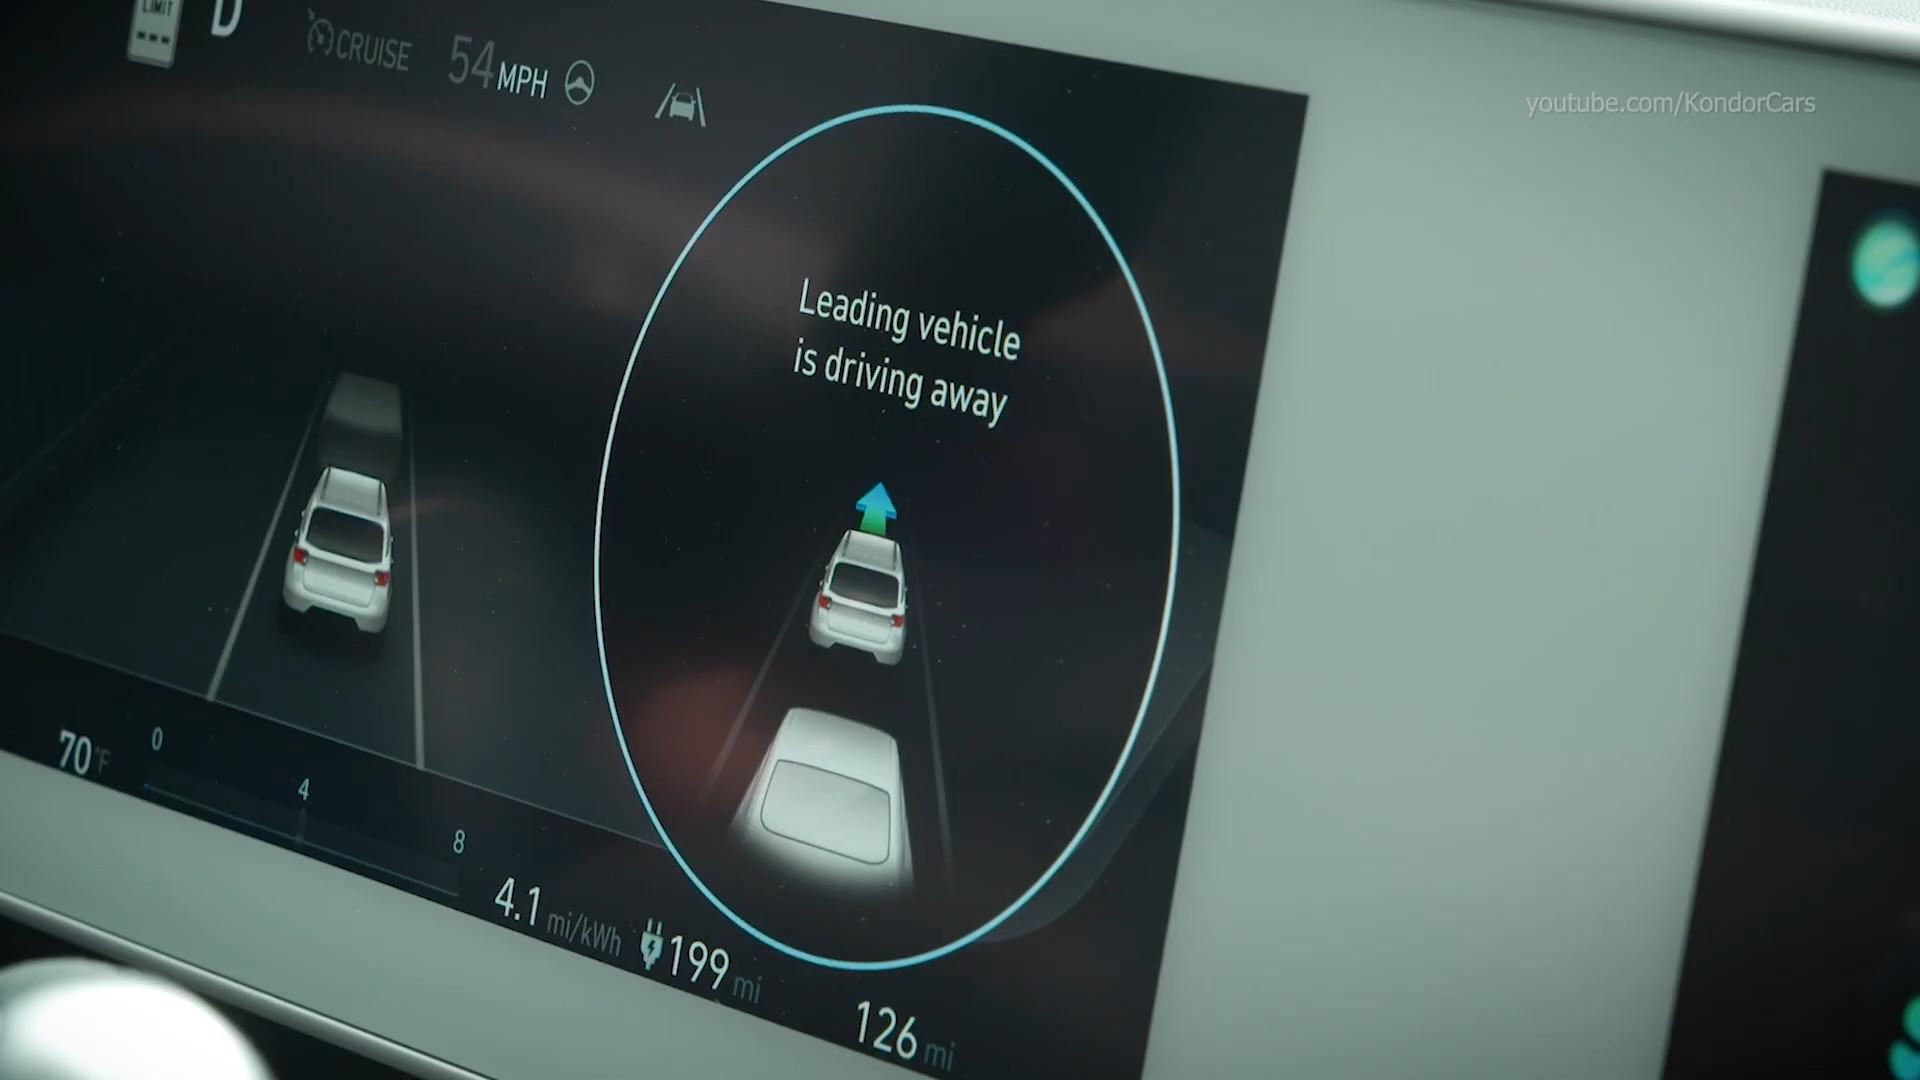 LIMIT
---
D
CRUISE
54 MPH
youtube.com/KondorCars
Leading vehicle
is driving away
70 °F
0
4
8
4.1 mi/kWh
199 mi
126 mi